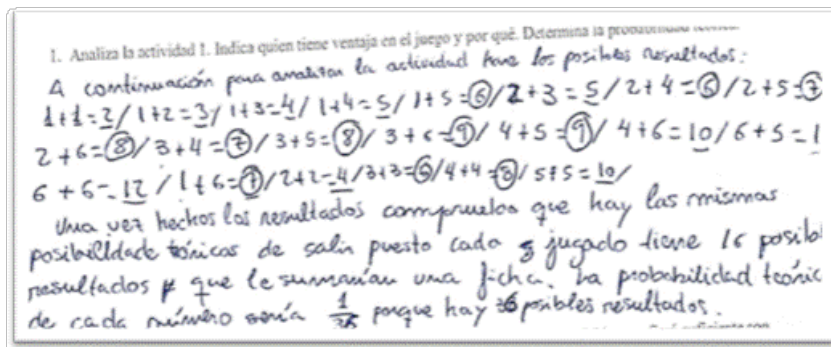 1. Analiza la actividad 1. Indica quien tiene ventaja en el juego y por qué. Determina la
A continuación para analizar la actividad haré los posibles resultados:
1+1=2/ 1+2=3/ 1+3=4/ 1+4=5/ 1+5=6/ 2+3=5/ 2+4=6/ 2+5=7
2+6=8/ 3+4=7/ 3+5=8/ 3+6=9/ 4+5=9/ 4+6=10/ 6+5=1
6+6=12/ 1+6=7/ 2+2=4/ 3+3=6/ 4+4=8/ 5+5=10/
Una vez hechos los resultados compruebo que hay las mismas
de salir puesto cada jugado tiene posibl
resultados que le sumarían una ficha. La probabilidad teóric
de cada número sería 1/36 porque hay 36 posibles resultados.